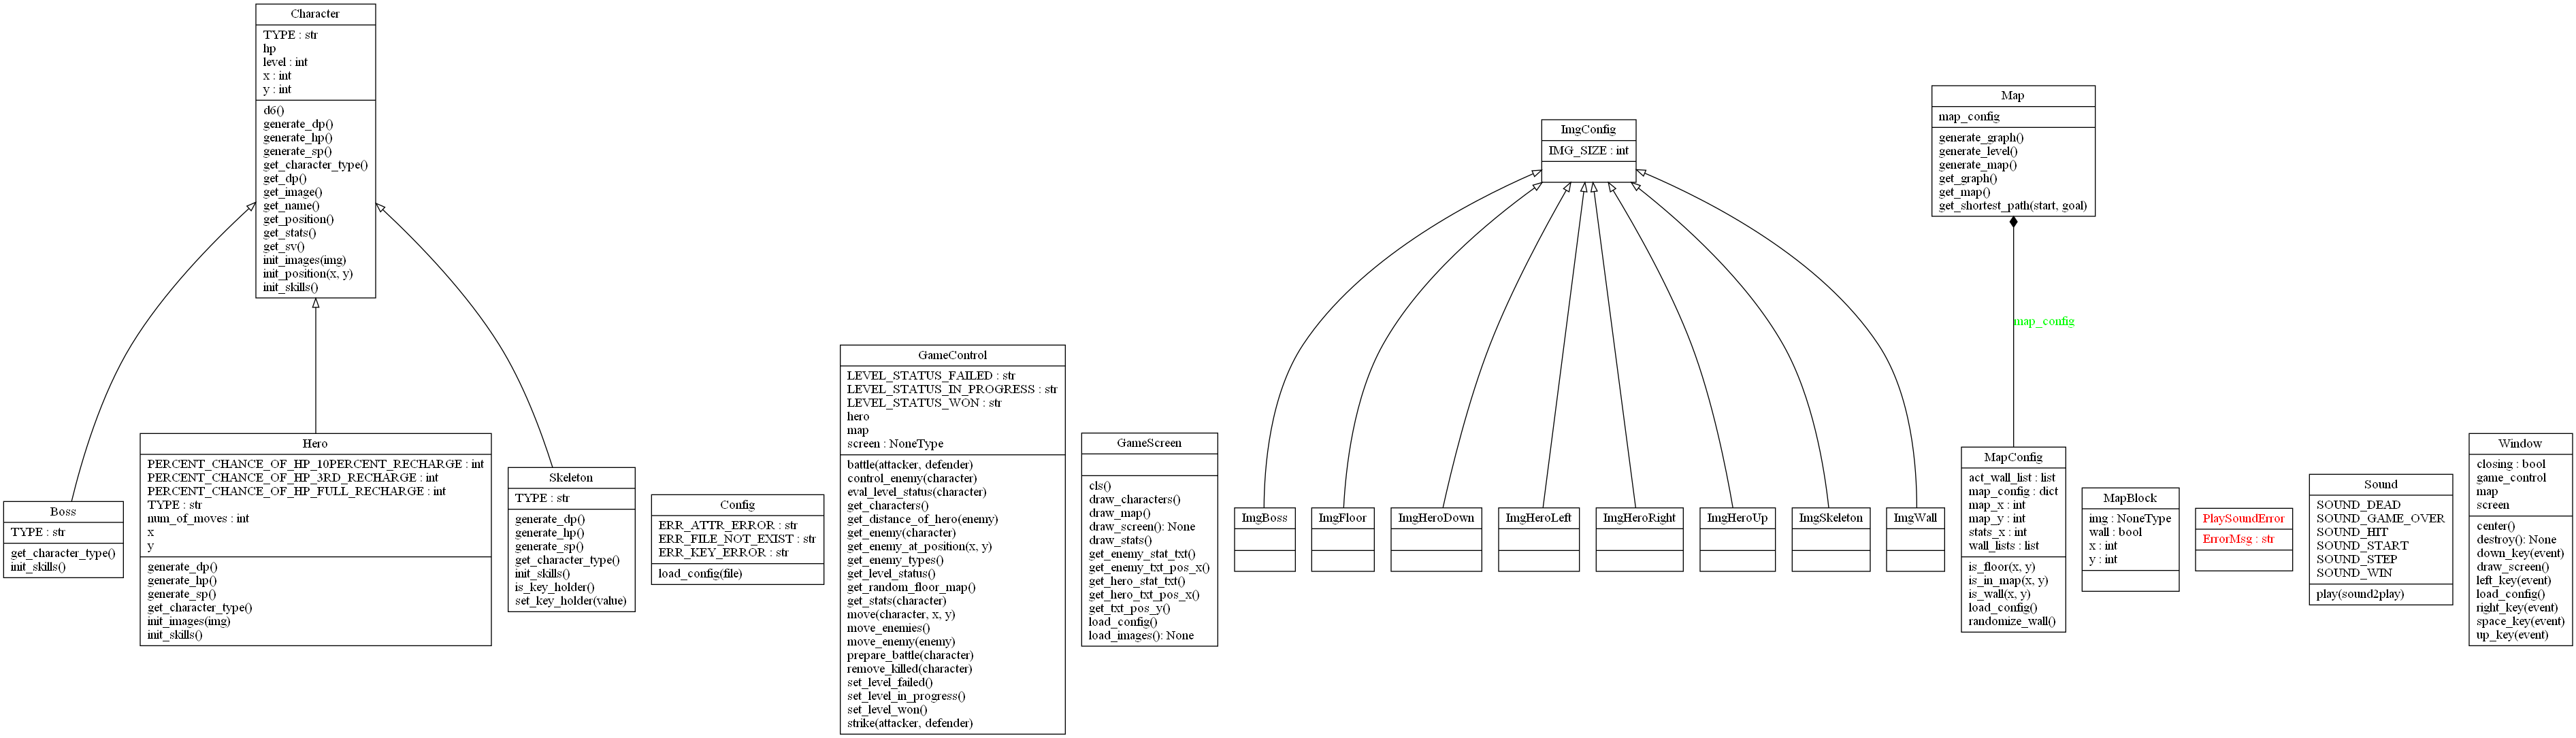 Character
TYPE : str
hp
level : int
x : int
y : int
d6()
generate_dp()
generate_hp()
generate_sp()
get_character_type()
get_dp()
get_image()
get_name()
get_position()
get_stats()
get_sv()
init_images(img)
init_position(x, y)
init_skills()
Boss
TYPE : str
get_character_type()
init_skills()
Hero
PERCENT_CHANCE_OF_HP_10PERCENT_RECHARGE : int
PERCENT_CHANCE_OF_HP_3RD_RECHARGE : int
PERCENT_CHANCE_OF_HP_FULL_RECHARGE : int
TYPE : str
num_of_moves : int
x
y
generate_dp()
generate_hp()
generate_sp()
get_character_type()
init_images(img)
init_skills()
Skeleton
TYPE : str
generate_dp()
generate_hp()
generate_sp()
get_character_type()
init_skills()
is_key_holder()
set_key_holder(value)
Config
ERR_ATTR_ERROR : str
ERR_FILE_NOT_EXIST : str
ERR_KEY_ERROR : str
load_config(file)
GameControl
LEVEL_STATUS_FAILED : str
LEVEL_STATUS_IN_PROGRESS : str
LEVEL_STATUS_WON : str
hero
map
screen : NoneType
battle(attacker, defender)
control_enemy(character)
eval_level_status(character)
get_characters()
get_distance_of_hero(enemy)
get_enemy(character)
get_enemy_at_position(x, y)
get_enemy_types()
get_level_status()
get_random_floor_map()
get_stats(character)
move(character, x, y)
move_enemies()
move_enemy(enemy)
prepare_battle(character)
remove_killed(character)
set_level_failed()
set_level_in_progress()
set_level_won()
strike(attacker, defender)
GameScreen
cls()
draw_characters()
draw_map()
draw_screen(): None
draw_stats()
get_enemy_stat_txt()
get_enemy_txt_pos_x()
get_hero_stat_txt()
get_hero_txt_pos_x()
get_txt_pos_y()
load_config()
load_images(): None
ImgConfig
IMG_SIZE : int
ImgBoss
ImgFloor
ImgHeroDown
ImgHeroLeft
ImgHeroRight
ImgHeroUp
ImgSkeleton
ImgWall
Map
map_config
generate_graph()
generate_level()
generate_map()
get_graph()
get_map()
get_shortest_path(start, goal)
map_config
MapConfig
act_wall_list : list
map_config : dict
map_x : int
map_y : int
stats_x : int
wall_lists : list
is_floor(x, y)
is_in_map(x, y)
is_wall(x, y)
load_config()
randomize_wall()
MapBlock
img : NoneType
wall : bool
x : int
y : int
PlaySoundError
ErrorMsg : str
Sound
SOUND_DEAD
SOUND_GAME_OVER
SOUND_HIT
SOUND_START
SOUND_STEP
SOUND_WIN
play(sound2play)
Window
closing : bool
game_control
map
screen
center()
destroy(): None
down_key(event)
draw_screen()
left_key(event)
load_config()
right_key(event)
space_key(event)
up_key(event)